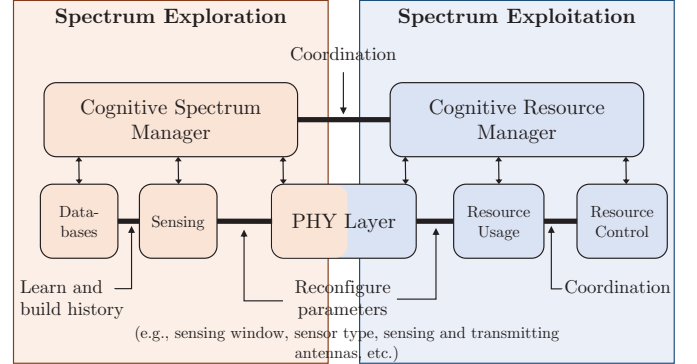 Spectrum Exploration
Spectrum Exploitation
Coordination
Cognitive Spectrum
Manager
Cognitive Resource
Manager
Data-
bases
Sensing
PHY Layer
Resource
Usage
Resource
Control
Learn and
build history
Reconfigure
parameters
Coordination
(e.g., sensing window, sensor type, sensing and transmitting
antennas, etc.)